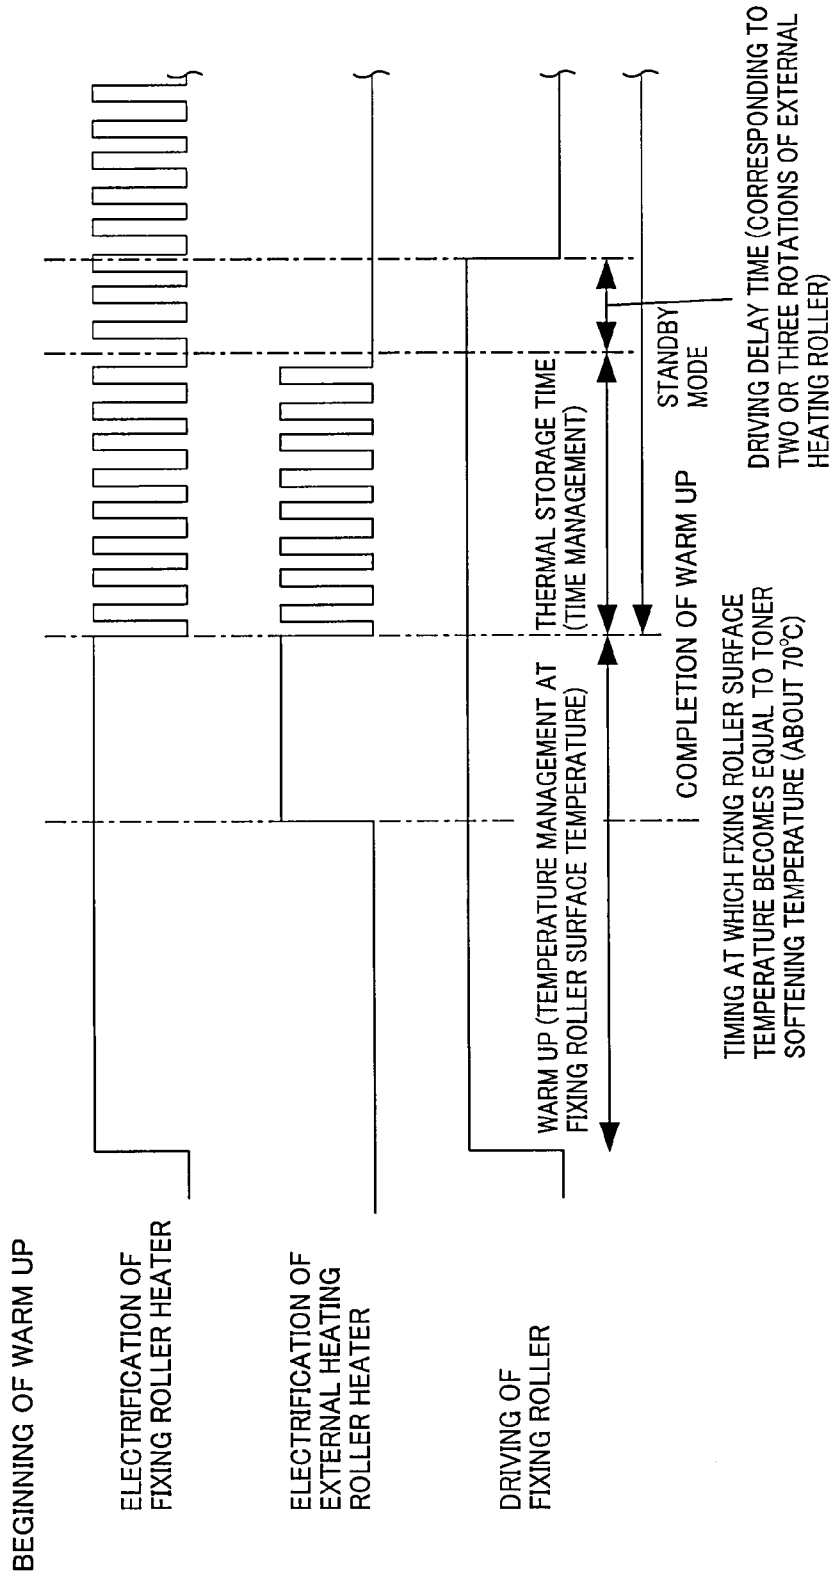 BEGINNING OF WARM UP
ELECTRIFICATION OF
FIXING ROLLER HEATER
ELECTRIFICATION OF
EXTERNAL HEATING
ROLLER HEATER
DRIVING OF
FIXING ROLLER
WARM UP (TEMPERATURE MANAGEMENT AT
FIXING ROLLER SURFACE TEMPERATURE)
THERMAL STORAGE TIME
(TIME MANAGEMENT)
COMPLETION OF WARM UP
STANDBY
MODE
TIMING AT WHICH FIXING ROLLER SURFACE
TEMPERATURE BECOMES EQUAL TO TONER
SOFTENING TEMPERATURE (ABOUT 70°C)
DRIVING DELAY TIME (CORRESPONDING TO
TWO OR THREE ROTATIONS OF EXTERNAL
HEATING ROLLER)